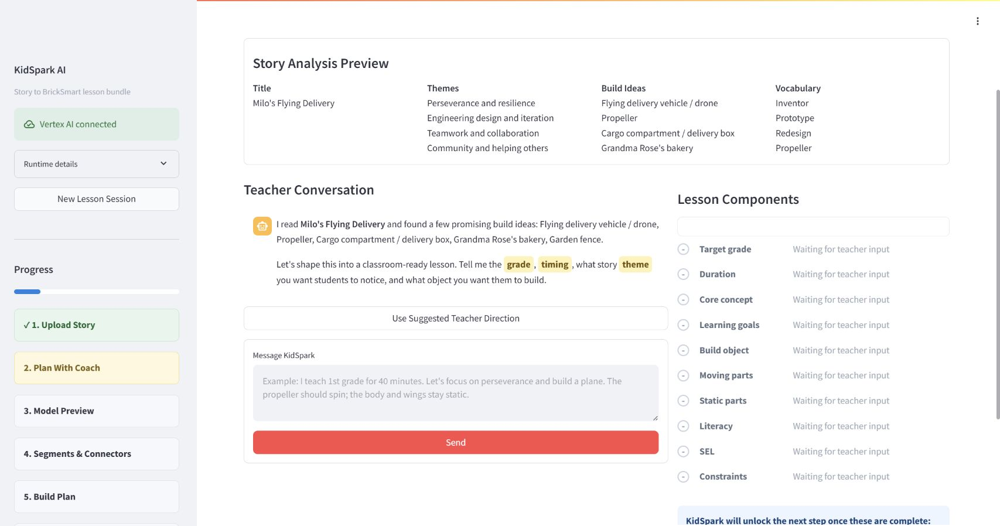 KidSpark AI
Story to BrickSmart lesson bundle
Vertex AI connected
Runtime details
New Lesson Session
Progress
✓ 1. Upload Story
2. Plan With Coach
3. Model Preview
4. Segments & Connectors
5. Build Plan
Story Analysis Preview
Title
Milo's Flying Delivery
Themes
Perseverance and resilience
Engineering design and iteration
Teamwork and collaboration
Community and helping others
Build Ideas
Flying delivery vehicle / drone
Propeller
Cargo compartment / delivery box
Grandma Rose's bakery
Vocabulary
Inventor
Prototype
Redesign
Propeller
Teacher Conversation
I read Milo's Flying Delivery and found a few promising build ideas: Flying delivery vehicle / drone,
Propeller, Cargo compartment / delivery box, Grandma Rose's bakery, Garden fence.
Let's shape this into a classroom-ready lesson. Tell me the grade, timing, what story theme
you want students to notice, and what object you want them to build.
Use Suggested Teacher Direction
Message KidSpark
Example: I teach 1st grade for 40 minutes. Let's focus on perseverance and build a plane. The
propeller should spin; the body and wings stay static.
Send
Lesson Components
- Target grade Waiting for teacher input
- Duration Waiting for teacher input
- Core concept Waiting for teacher input
- Learning goals Waiting for teacher input
- Build object Waiting for teacher input
- Moving parts Waiting for teacher input
- Static parts Waiting for teacher input
- Literacy Waiting for teacher input
- SEL Waiting for teacher input
- Constraints Waiting for teacher input
KidSpark will unlock the next step once these are complete: